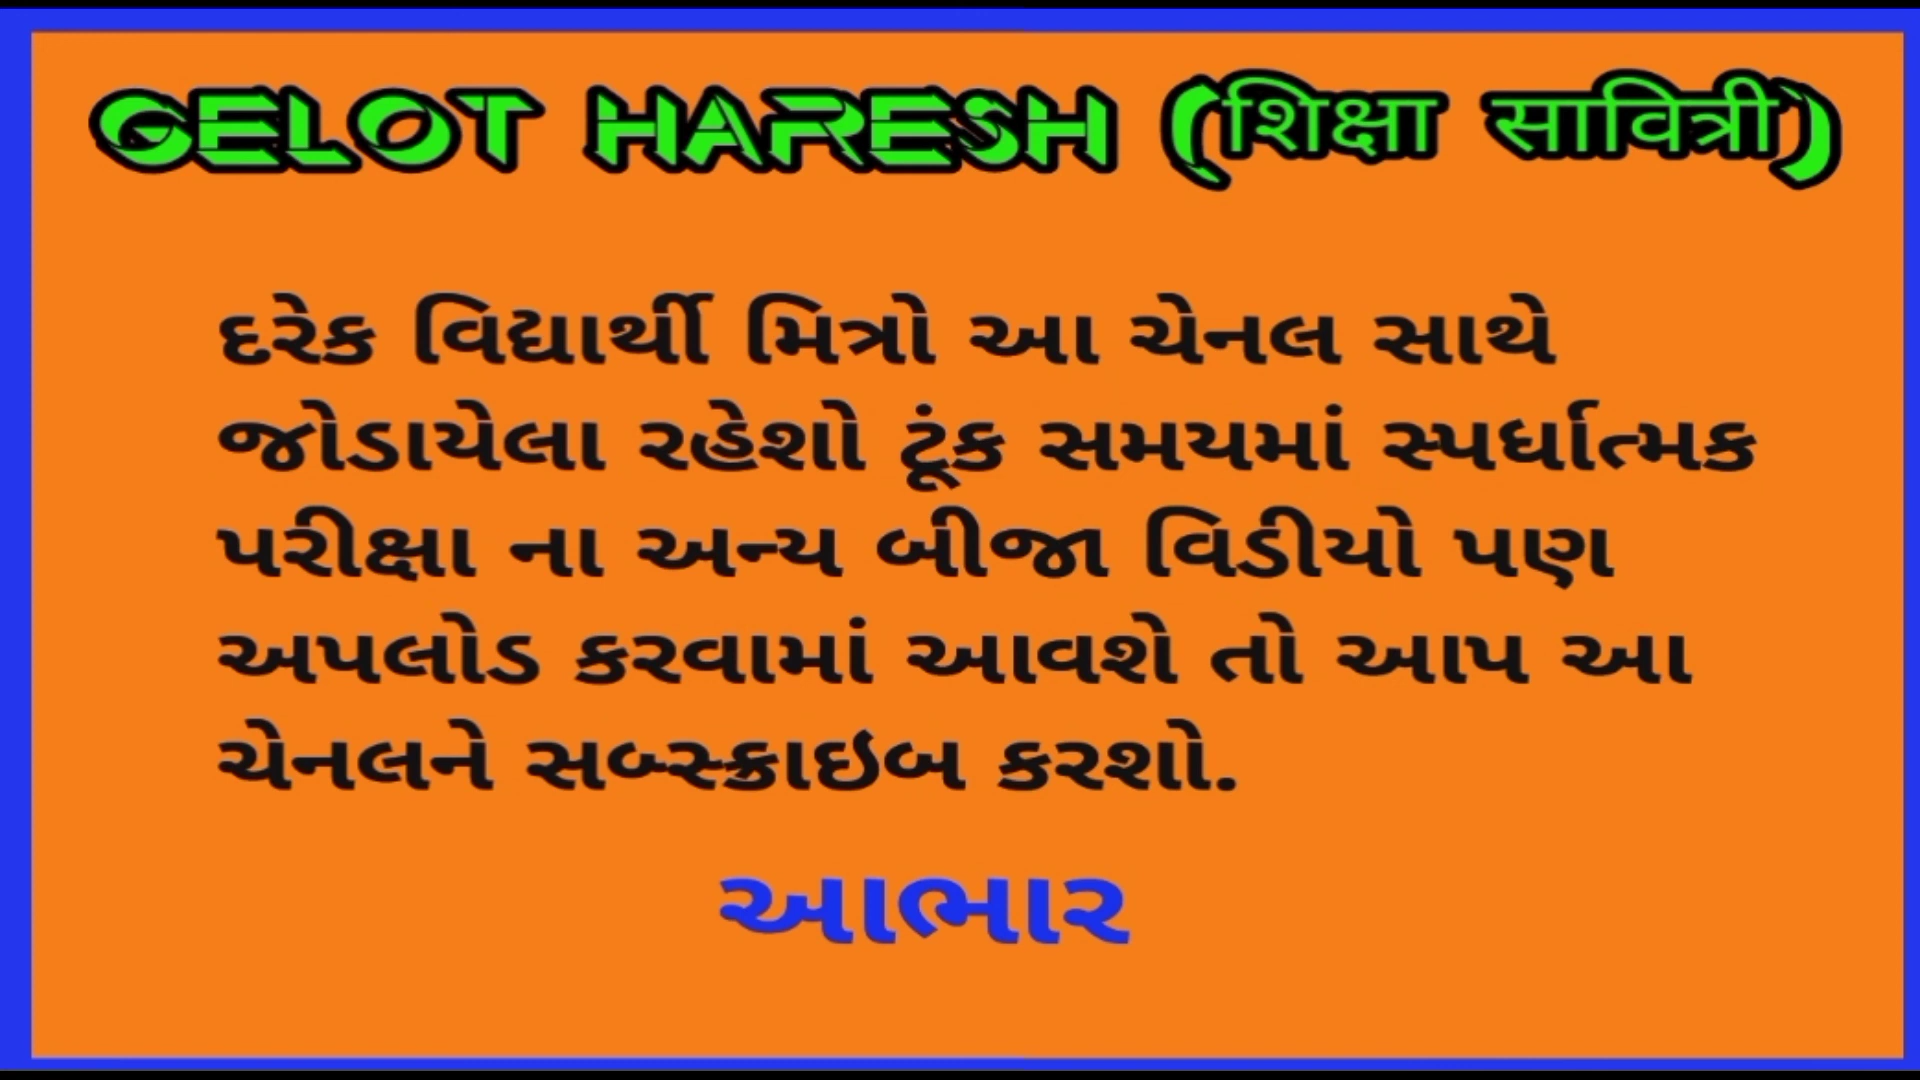 GELOT HARESH (शिक्षा सावित्री)
દરેક વિદ્યાર્થી મિત્રો આ ચેનલ સાથે
જોડાયેલા રહેશો ટૂંક સમયમાં સ્પર્ધાત્મક
પરીક્ષા ના અન્ય બીજા વિડીયો પણ
અપલોડ કરવામાં આવશે તો આપ આ
ચેનલને સબ્સ્ક્રાઇબ કરશો.
આભાર